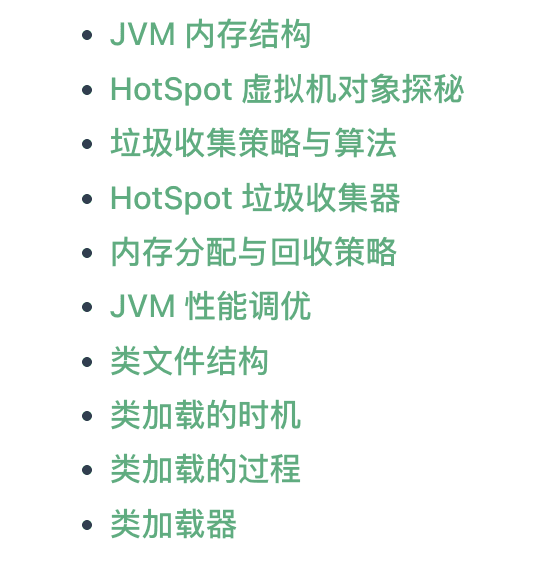 JVM 内存结构
HotSpot 虚拟机对象探秘
垃圾收集策略与算法
HotSpot 垃圾收集器
内存分配与回收策略
JVM 性能调优
类文件结构
类加载的时机
类加载的过程
类加载器